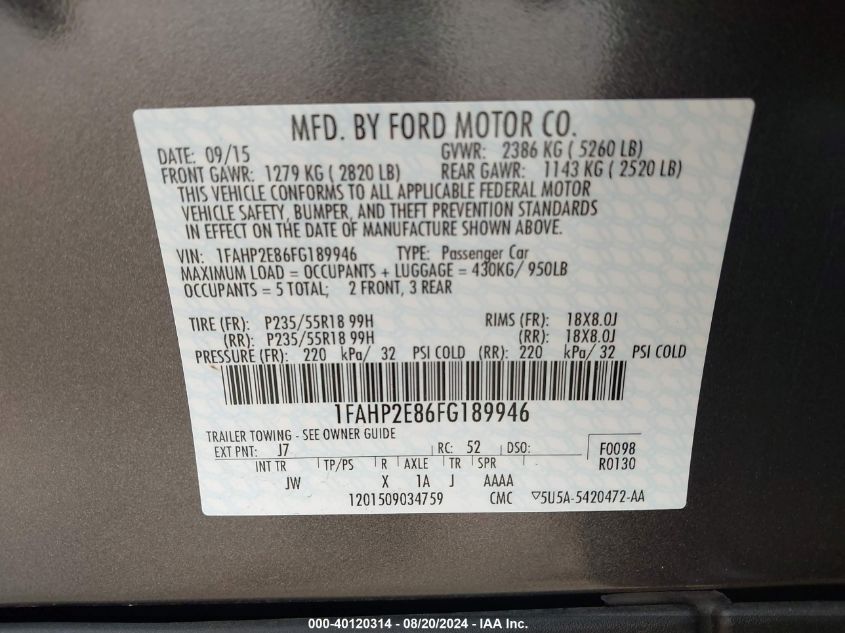 MFD. BY FORD MOTOR CO.
DATE: 09/15 GVWR: 2386 KG ( 5260 LB)
FRONT GAWR: 1279 KG ( 2820 LB) REAR GAWR: 1143 KG ( 2520 LB)
THIS VEHICLE CONFORMS TO ALL APPLICABLE FEDERAL MOTOR
VEHICLE SAFETY, BUMPER, AND THEFT PREVENTION STANDARDS
IN EFFECT ON THE DATE OF MANUFACTURE SHOWN ABOVE.
VIN: 1FAHP2E86FG189946 TYPE: Passenger Car
MAXIMUM LOAD = OCCUPANTS + LUGGAGE = 430KG/ 950LB
OCCUPANTS = 5 TOTAL; 2 FRONT, 3 REAR
TIRE (FR): P235/55R18 99H RIMS (FR): 18X8.0J
(RR): P235/55R18 99H (RR): 18X8.0J
PRESSURE (FR): 220 kPa/ 32 PSI COLD (RR): 220 kPa/ 32 PSI COLD
1FAHP2E86FG189946
TRAILER TOWING - SEE OWNER GUIDE
EXT PNT: J7 RC: 52 DSO: F0098
INT TR TP/PS R AXLE TR SPR R0130
JW X 1A J AAAA
1201509034759 CMC ▽5U5A-5420472-AA
000-40120314 - 08/20/2024 - IAAI Inc.